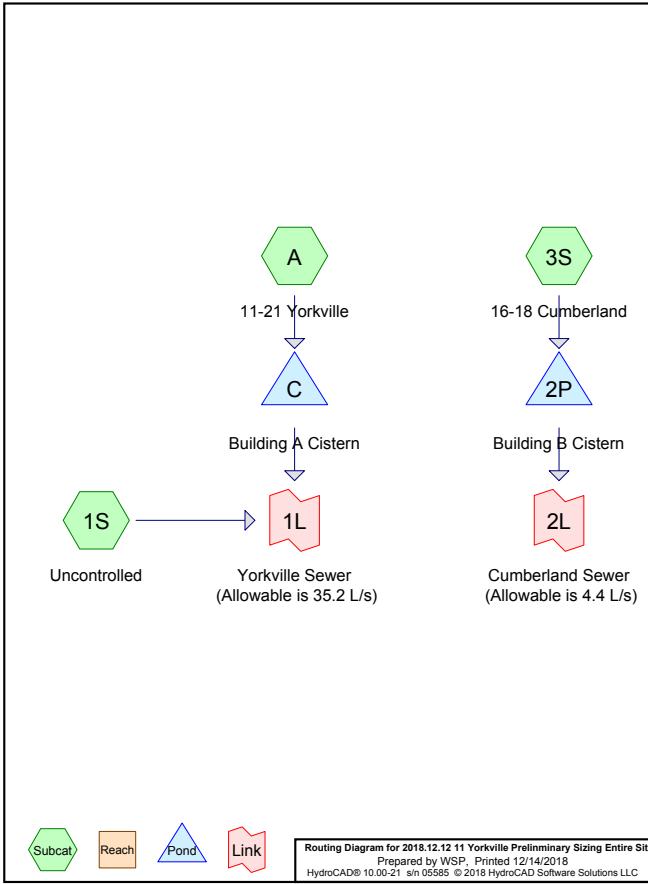 A
3S
11-21 Yorkville
16-18 Cumberland
C
2P
Building A Cistern
Building B Cistern
1S
1L
2L
Uncontrolled
Yorkville Sewer
(Allowable is 35.2 L/s)
Cumberland Sewer
(Allowable is 4.4 L/s)
Subcat
Reach
Pond
Link
Routing Diagram for 2018.12.12 11 Yorkville Prelinminary Sizing Entire Sit
Prepared by WSP, Printed 12/14/2018
HydroCAD® 10.00-21 s/n 05585 © 2018 HydroCAD Software Solutions LLC